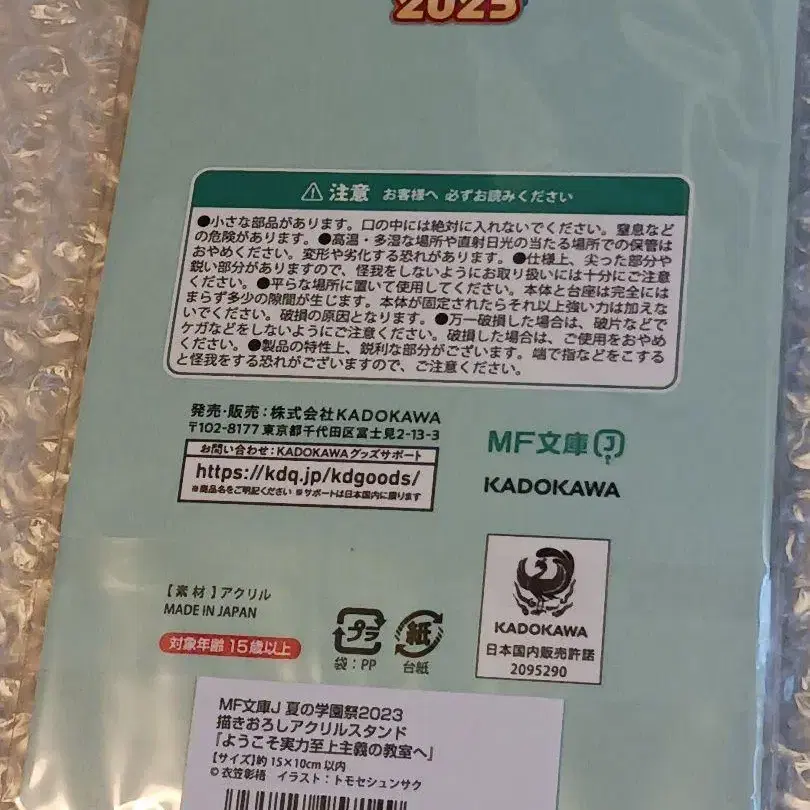 2023
⚠ 注意 お客様へ 必ずお読みください
●小さな部品があります。口の中には絶対に入れないでください。窒息など
の危険があります。●高温・多湿な場所や直射日光の当たる場所での保管は
おやめください。変形や劣化する恐れがあります。●仕様上、尖った部分や
鋭い部分がありますので、怪我をしないようにお取り扱いには十分にご注意
ください。●平らな場所に置いて使用してください。本体と台座は完全には
まらず多少の隙間が生じます。本体が固定されたらそれ以上強い力は加えな
いでください。破損の原因となります。●万一破損した場合は、破片などで
ケガなどをしないようにご注意ください。破損した場合は、ご使用をおやめ
ください。●製品の特性上、鋭利な部分がございます。端で指などをこする
と怪我をする恐れがございますので、ご注意ください。
発売・販売：株式会社KADOKAWA
〒102-8177 東京都千代田区富士見2-13-3
お問い合わせ：KADOKAWAグッズサポート
https://kdq.jp/kdgoods/
※商品名をご明記ください ※サポートは日本国内に限ります
MF文庫J
KADOKAWA
【素材】アクリル
MADE IN JAPAN
対象年齢 15歳以上
プラ
袋：PP
紙
台紙
KADOKAWA
日本国内販売許諾
2095290
MF文庫J 夏の学園祭2023
描きおろしアクリルスタンド
「ようこそ実力至上主義の教室へ」
【サイズ】約 15×10cm 以内
© 衣笠彰梧 イラスト：トモセシュンサク